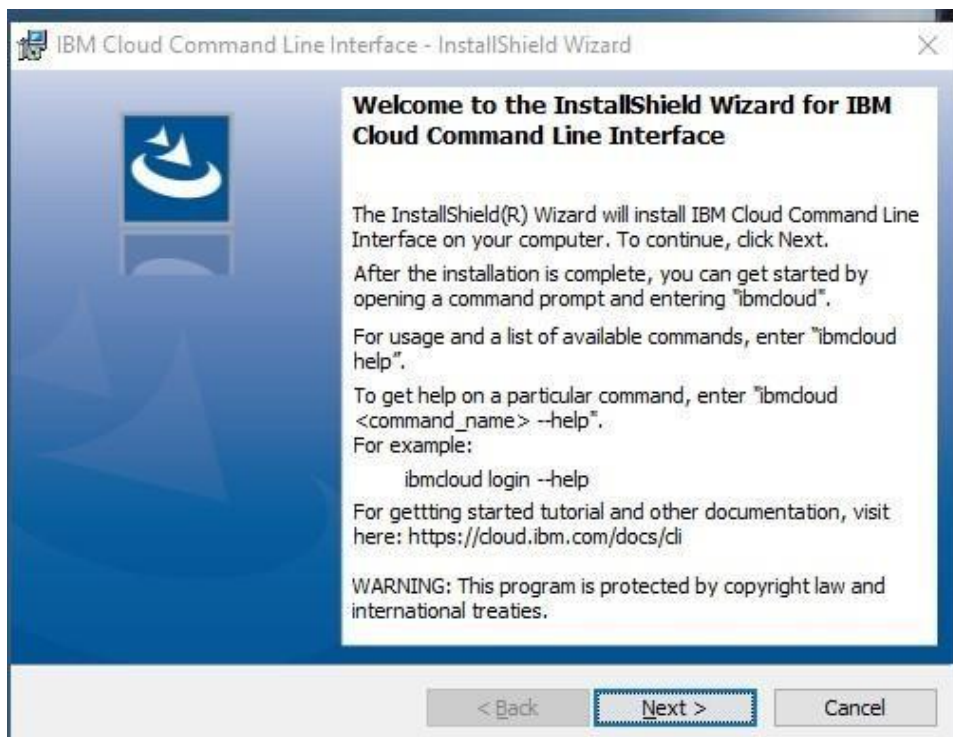 IBM Cloud Command Line Interface - InstallShield Wizard
Welcome to the InstallShield Wizard for IBM
Cloud Command Line Interface
The InstallShield(R) Wizard will install IBM Cloud Command Line
Interface on your computer. To continue, click Next.
After the installation is complete, you can get started by
opening a command prompt and entering "ibmcloud".
For usage and a list of available commands, enter "ibmcloud
help".
To get help on a particular command, enter "ibmcloud
<command_name> --help".
For example:
ibmcloud login --help
For gettting started tutorial and other documentation, visit
here: https://cloud.ibm.com/docs/cli
WARNING: This program is protected by copyright law and
international treaties.
< Back Next > Cancel